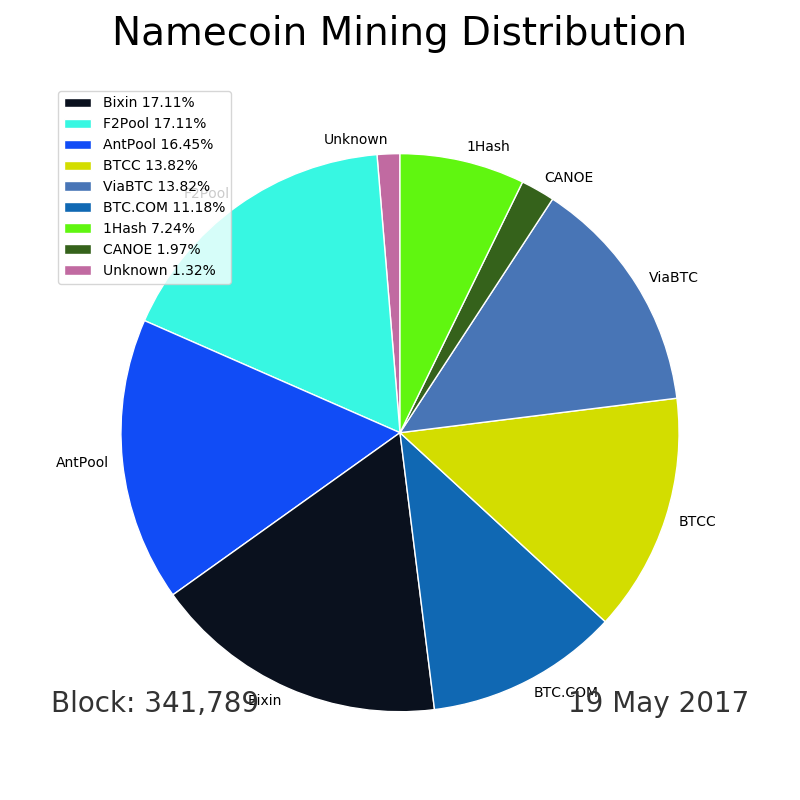 Namecoin Mining Distribution
Bixin 17.11%
F2Pool 17.11%
AntPool 16.45%
BTCC 13.82%
ViaBTC 13.82%
BTC.COM 11.18%
1Hash 7.24%
CANOE 1.97%
Unknown 1.32%
Unknown
1Hash
CANOE
F2Pool
ViaBTC
AntPool
BTCC
BTC.COM
Bixin
Block: 341,789
19 May 2017